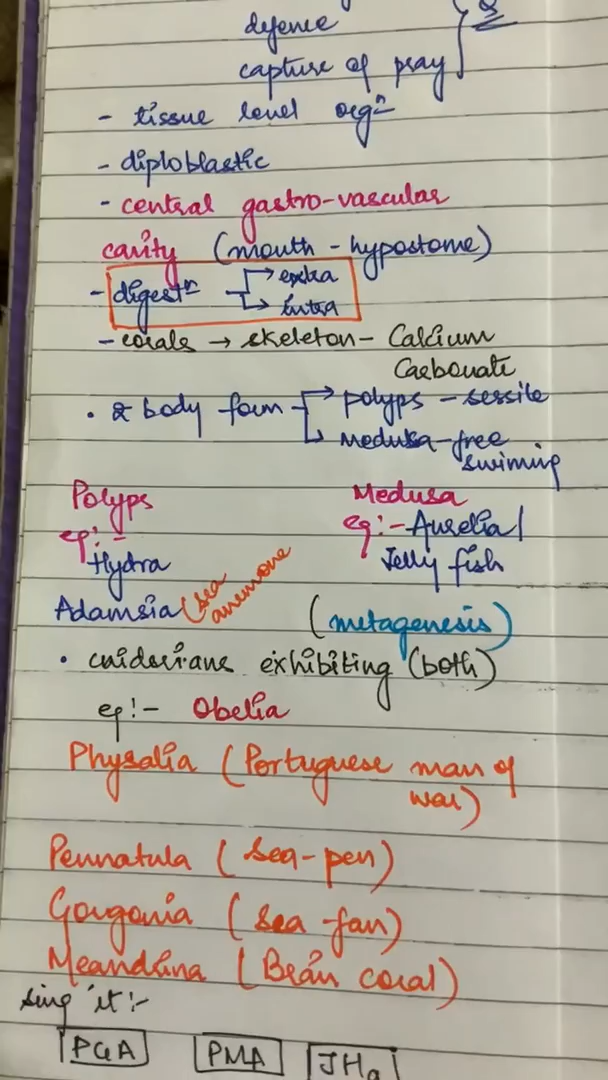 defence
capture of pray
- tissue level orgn
- diploblastic
- central gastro-vascular
cavity (mouth - hypostome)
- digestn → extra
→ intra
- corals → skeleton - Calcium
Carbonate
• 2 body form → polyps - sessile
→ medusa - free
swiming
Polyps Medusa
eg:- eg:- Aurelia/
Hydra Jelly fish
Adamsia (sea anemone
(metagenesis)
• cnidarians exhibiting (both)
eg:- Obelia
Physalia (Portuguese man of
war)
Pennatula (sea-pen)
Gorgonia (sea-fan)
Meandrina (Brain coral)
sing it:-
PGA PMA JHa